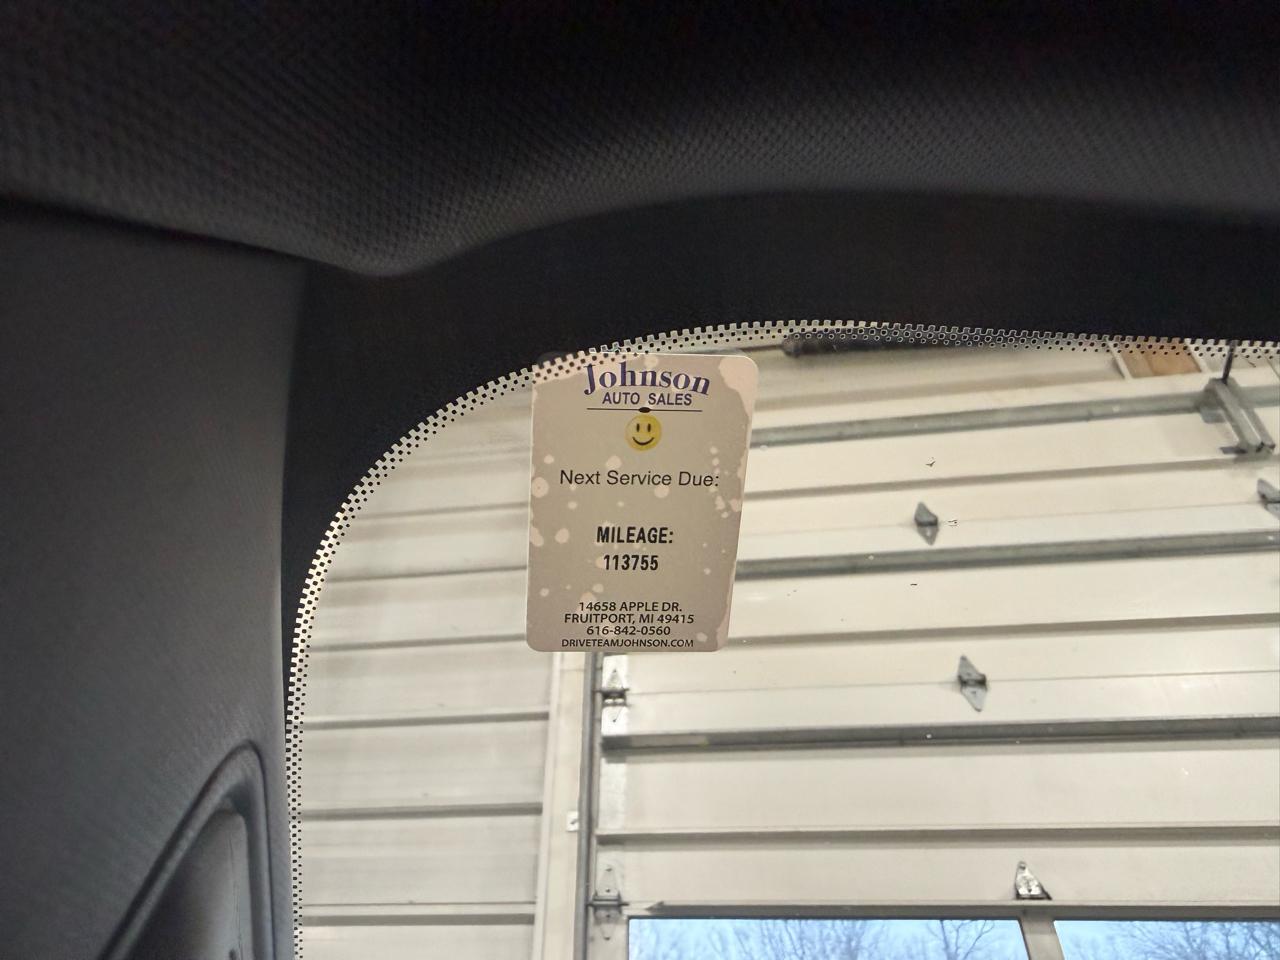 Johnson
AUTO SALES
Next Service Due:
MILEAGE:
113755
14658 APPLE DR.
FRUITPORT, MI 49415
616-842-0560
DRIVETEAMJOHNSON.COM